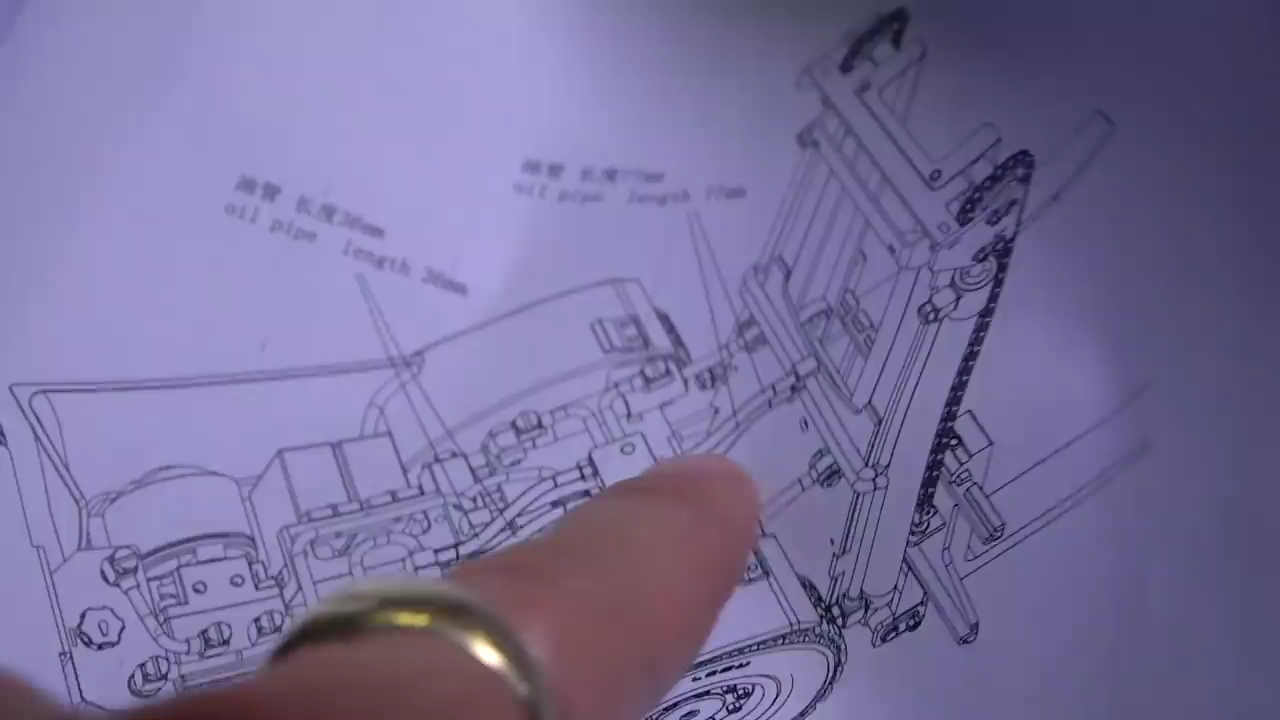 油管 长度36mm
oil pipe length 36mm
油管 长度77mm
oil pipe length 77mm